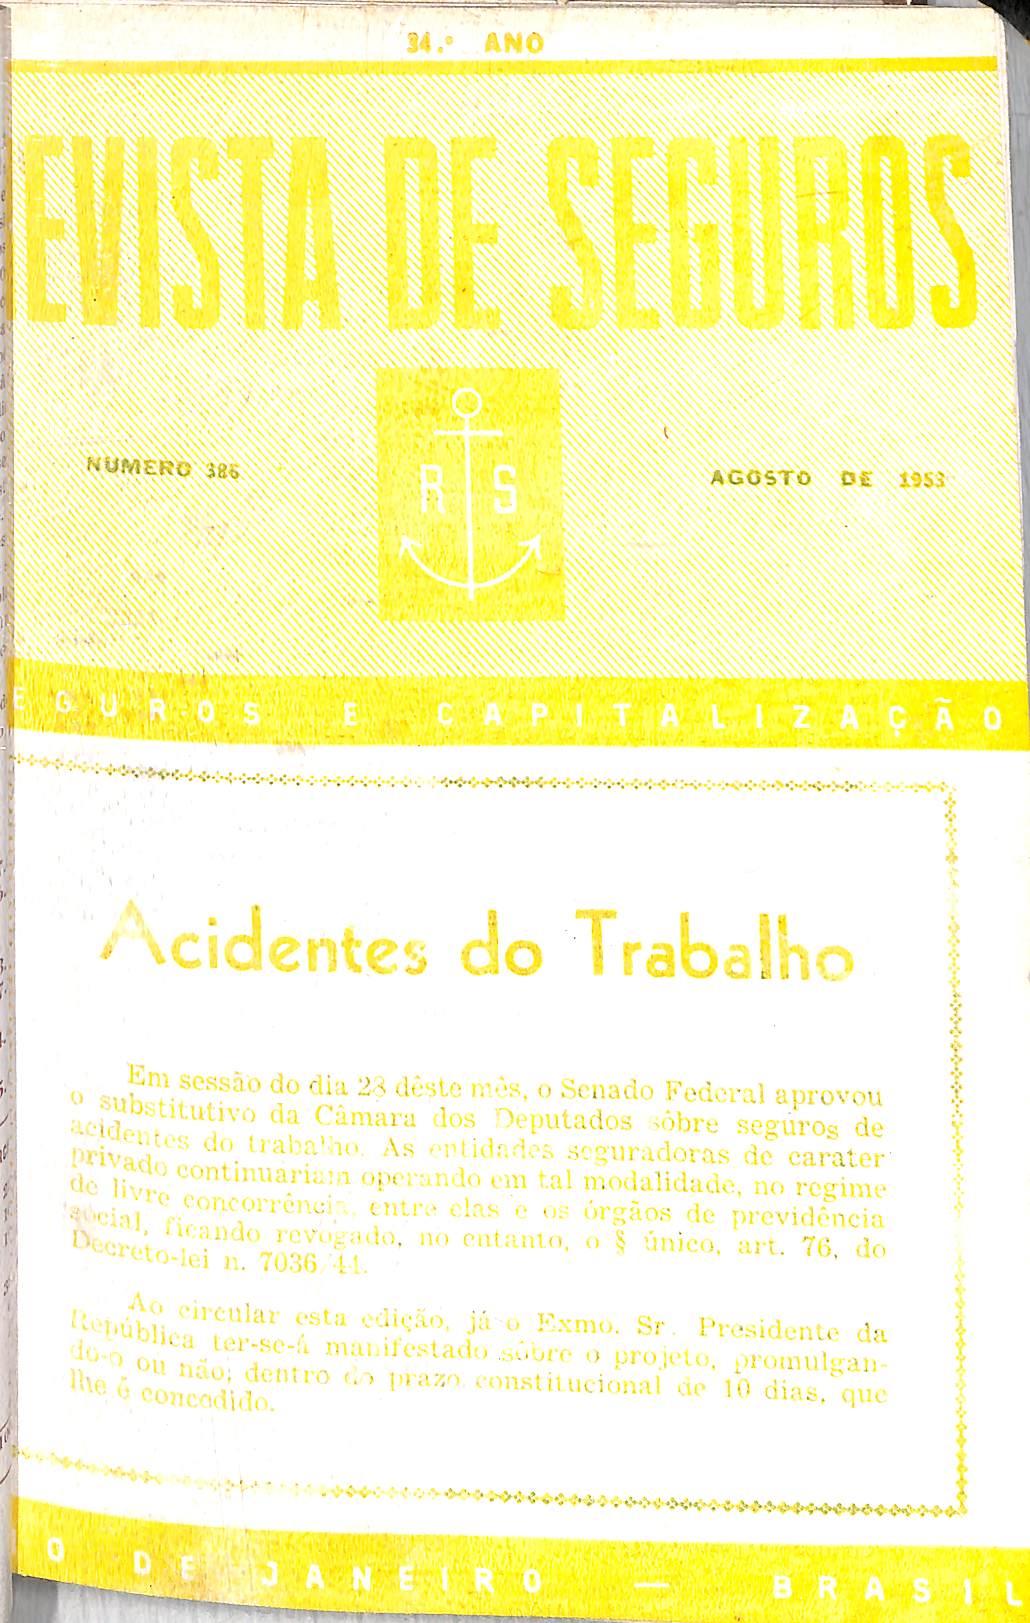 34.º ANO
EVISTA DE SEGUROS
NUMERO 386
R S
AGOSTO DE 1953
EGUROS E CAPITALIZAÇÃO
Acidentes do Trabalho
Em sessão do dia 28 dêste mês, o Senado Federal aprovou
o substitutivo da Câmara dos Deputados sôbre seguros de
acidentes do trabalho. As entidades seguradoras de carater
privado continuariam operando em tal modalidade, no regime
de livre concorrência, entre elas e os órgãos de previdência
social, ficando revogado, no entanto, o § único, art. 76, do
Decreto-lei n. 7036/44.
Ao circular esta edição, já o Exmo. Sr. Presidente da
República ter-se-á manifestado sôbre o projeto, promulgan-
do-o ou não; dentro do prazo constitucional de 10 dias, que
lhe é concedido.
O DE JANEIRO — BRASIL